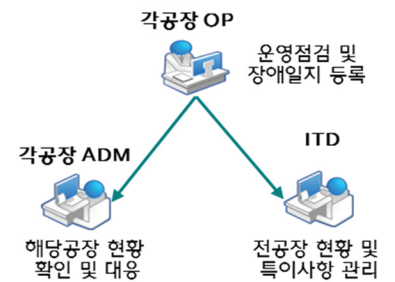 각공장 OP
운영점검 및
장애일지 등록
각공장 ADM
ITD
해당공장 현황
확인 및 대응
전공장 현황 및
특이사항 관리